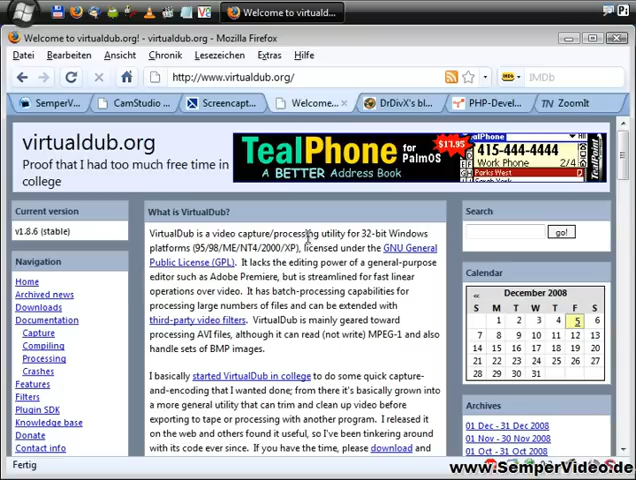 Welcome to virtuald...
Welcome to virtualdub.org! - virtualdub.org - Mozilla Firefox
Datei Bearbeiten Ansicht Chronik Lesezeichen Extras Hilfe
http://www.virtualdub.org/
IMDb
SemperV...
CamStudio ...
Screencapt...
Welcome...
DrDivX's bl...
PHP-Devel...
ZoomIt
virtualdub.org
Proof that I had too much free time in
college
TealPhone for
PalmOS
$17.95
A BETTER Address Book
TealPhone
All
415-444-4444
Work Phone 2/4
Parks West
TealPoint
Current version
v1.8.6 (stable)
Navigation
Home
Archived news
Downloads
Documentation
Capture
Compiling
Processing
Crashes
Features
Filters
Plugin SDK
Knowledge base
Donate
Contact info
What is VirtualDub?
VirtualDub is a video capture/processing utility for 32-bit Windows
platforms (95/98/ME/NT4/2000/XP), licensed under the GNU General
Public License (GPL). It lacks the editing power of a general-purpose
editor such as Adobe Premiere, but is streamlined for fast linear
operations over video. It has batch-processing capabilities for
processing large numbers of files and can be extended with
third-party video filters. VirtualDub is mainly geared toward
processing AVI files, although it can read (not write) MPEG-1 and also
handle sets of BMP images.
I basically started VirtualDub in college to do some quick capture-
and-encoding that I wanted done; from there it's basically grown into
a more general utility that can trim and clean up video before
exporting to tape or processing with another program. I released it
on the web and others found it useful, so I've been tinkering around
with its code ever since. If you have the time, please download and
Search
go!
Calendar
« December 2008
S M T W T F S
1 2 3 4 5 6
7 8 9 10 11 12 13
14 15 16 17 18 19 20
21 22 23 24 25 26 27
28 29 30 31
Archives
01 Dec - 31 Dec 2008
01 Nov - 30 Nov 2008
01 Oct - 31 Oct 2008
Fertig
www.SemperVideo.de